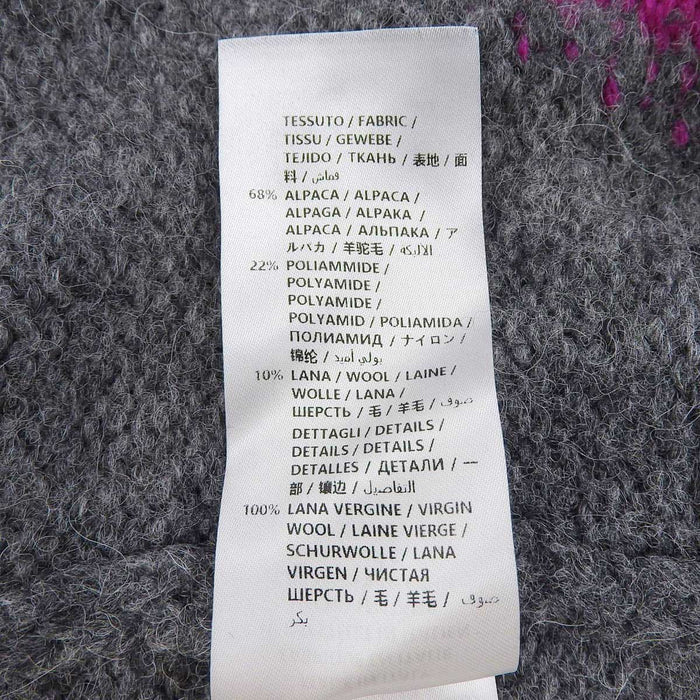 TESSUTO / FABRIC /
TISSU / GEWEBE /
TEJIDO / ТКАНЬ / 表地 / 面
料 / قماش
68% ALPACA / ALPACA /
ALPAGA / ALPAKA /
ALPACA / АЛЬПАКА / ア
ルパカ / 羊驼毛 / الالبكة
22% POLIAMMIDE /
POLYAMIDE /
POLYAMIDE /
POLYAMID / POLIAMIDA /
ПОЛИАМИД / ナイロン /
锦纶 / بولي أميد
10% LANA / WOOL / LAINE /
WOLLE / LANA /
ШЕРСТЬ / 毛 / 羊毛 / صوف
DETTAGLI / DETAILS /
DETAILS / DETAILS /
DETALLES / ДЕТАЛИ / 一
部 / 镶边 / التفاصيل
100% LANA VERGINE / VIRGIN
WOOL / LAINE VIERGE /
SCHURWOLLE / LANA
VIRGEN / ЧИСТАЯ
ШЕРСТЬ / 毛 / 羊毛 / صوف
بكر